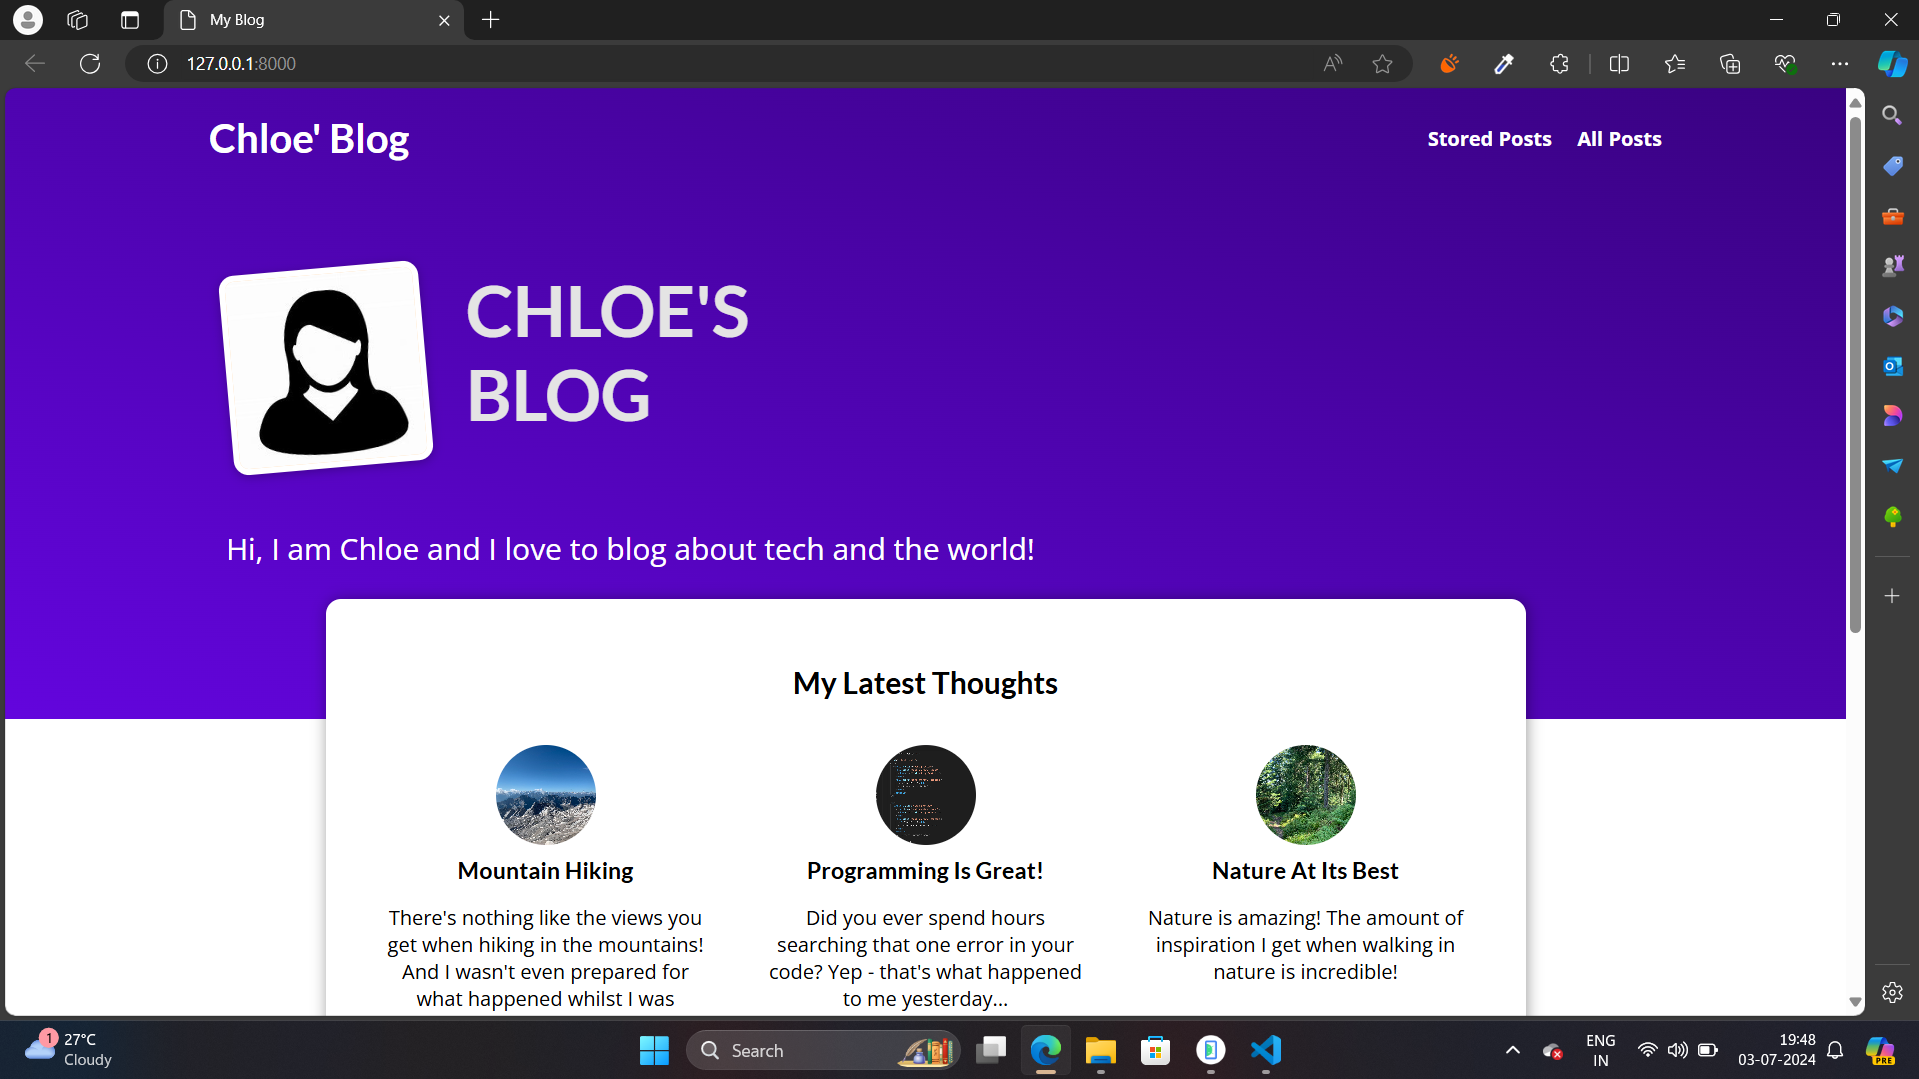 My Blog
127.0.0.1:8000
Chloe' Blog
Stored Posts
All Posts
CHLOE'S
BLOG
Hi, I am Chloe and I love to blog about tech and the world!
My Latest Thoughts
Mountain Hiking
There's nothing like the views you
get when hiking in the mountains!
And I wasn't even prepared for
what happened whilst I was
Programming Is Great!
Did you ever spend hours
searching that one error in your
code? Yep - that's what happened
to me yesterday...
Nature At Its Best
Nature is amazing! The amount of
inspiration I get when walking in
nature is incredible!
1
27°C
Cloudy
Search
ENG
IN
19:48
03-07-2024
PRE